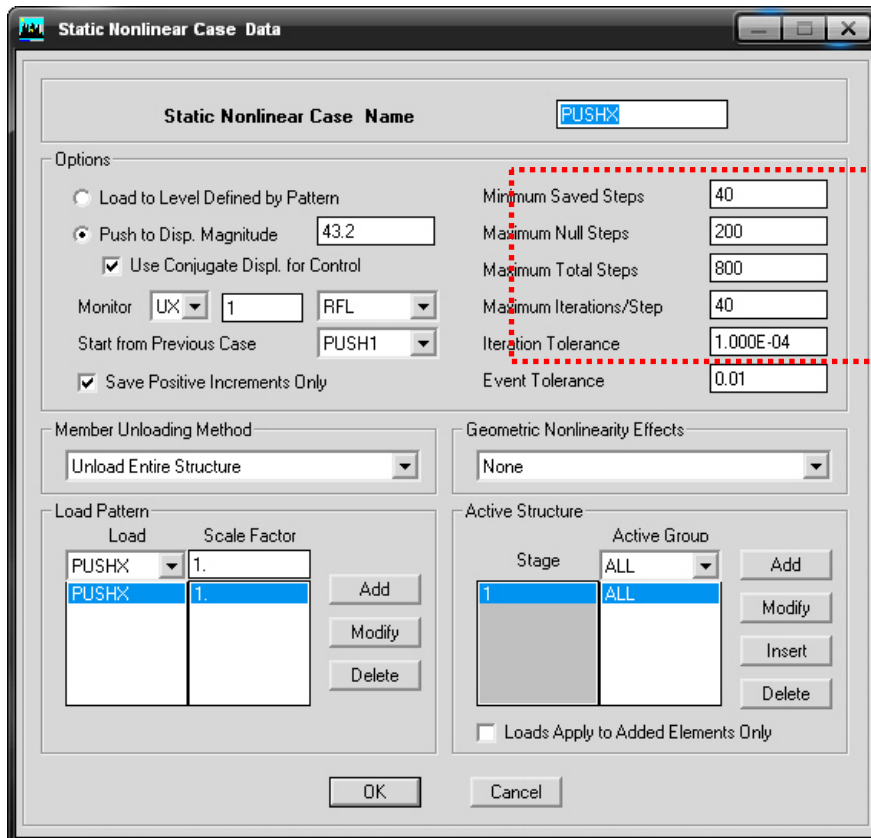 Static Nonlinear Case Data
Static Nonlinear Case Name PUSHX
Options
Load to Level Defined by Pattern
Push to Disp. Magnitude 43.2
Use Conjugate Displ. for Control
Monitor UX 1 RFL
Start from Previous Case PUSH1
Save Positive Increments Only
Minimum Saved Steps 40
Maximum Null Steps 200
Maximum Total Steps 800
Maximum Iterations/Step 40
Iteration Tolerance 1.000E-04
Event Tolerance 0.01
Member Unloading Method
Unload Entire Structure
Geometric Nonlinearity Effects
None
Load Pattern
Load Scale Factor
PUSHX 1.
PUSHX 1.
Add
Modify
Delete
Active Structure
Active Group
Stage ALL
1 ALL
Add
Modify
Insert
Delete
Loads Apply to Added Elements Only
OK Cancel